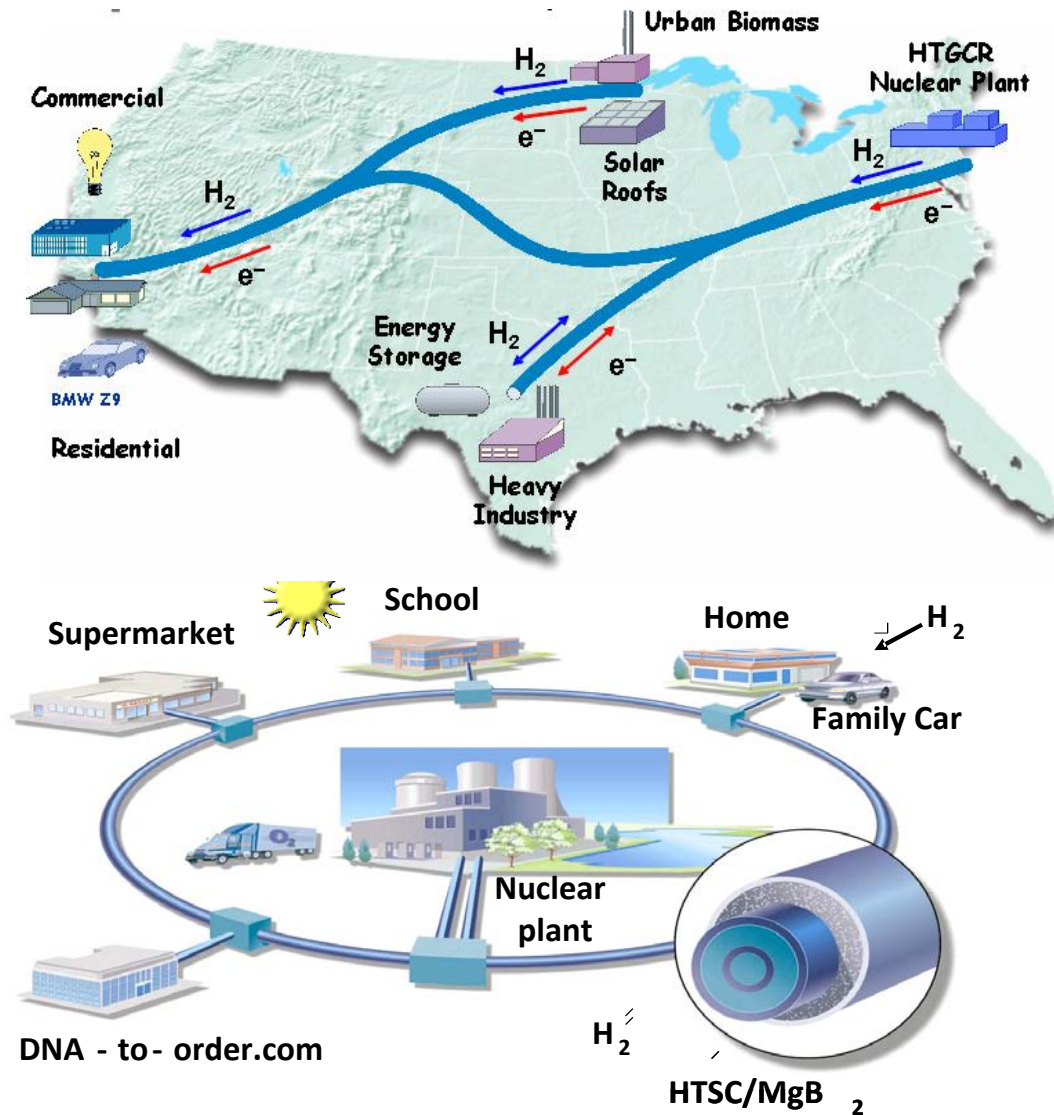 Urban Biomass
H₂
HTGCR
Nuclear Plant
Commercial
e⁻
Solar
Roofs
H₂
e⁻
H₂
e⁻
Energy
Storage
H₂
e⁻
BMW Z9
Residential
Heavy
Industry
School
Supermarket
Home
H₂
Family Car
O₂
Nuclear
plant
H₂
DNA - to - order.com
HTSC/MgB₂